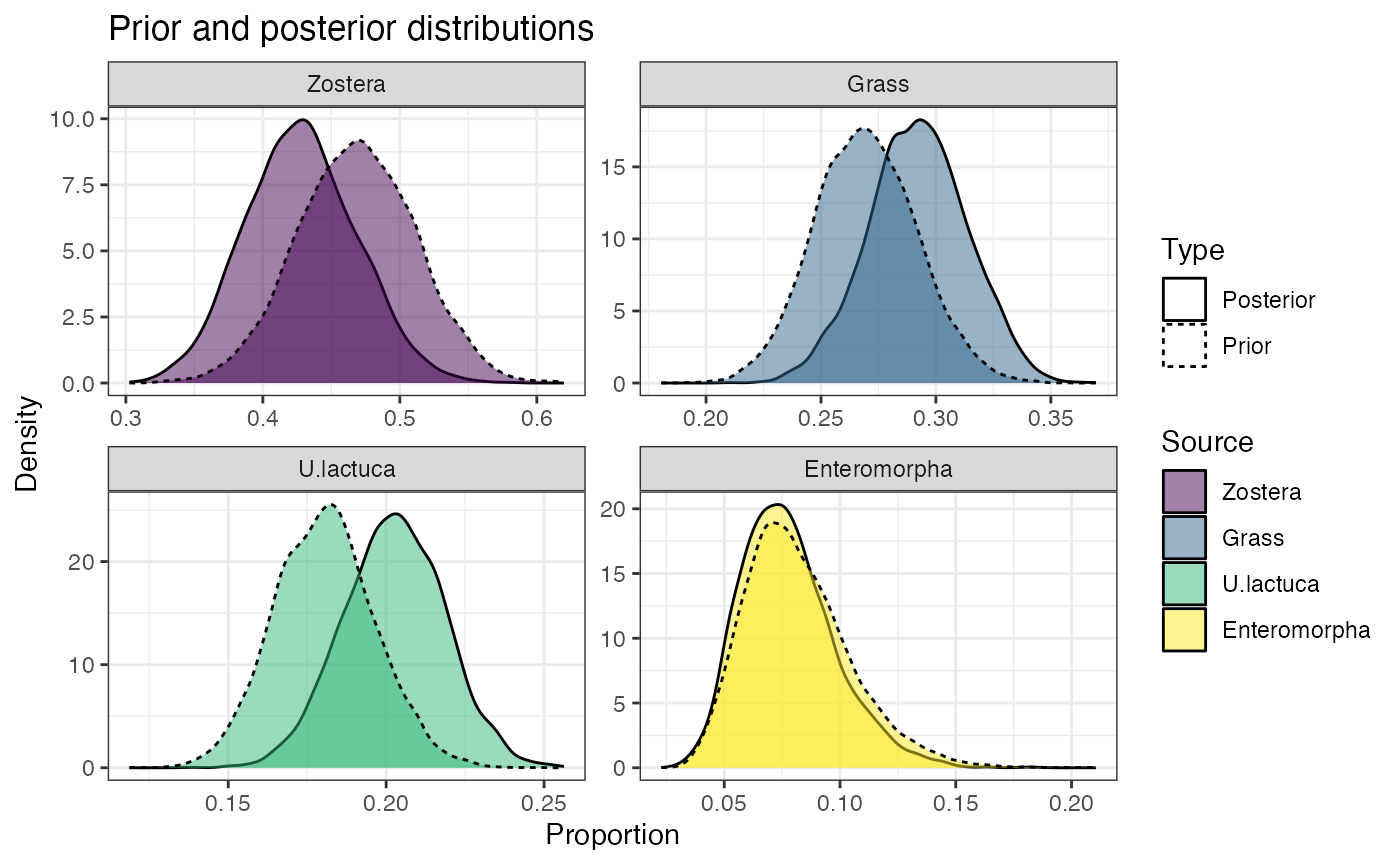 Prior and posterior distributions
Zostera
Grass
10.0
7.5
5.0
2.5
0.0
0.3 0.4 0.5 0.6
15
10
5
0
0.20 0.25 0.30 0.35
U.lactuca
Enteromorpha
20
10
0
0.15 0.20 0.25
20
15
10
5
0
0.05 0.10 0.15 0.20
Density
Proportion
Type
Posterior
Prior
Source
Zostera
Grass
U.lactuca
Enteromorpha